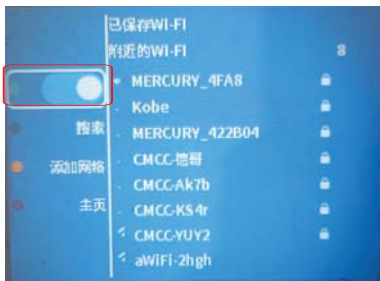 已保存WI-FI
附近的WI-FI 8
MERCURY_4FA8
Kobe
搜索 MERCURY_422B04
CMCC-德哥
添加网络
CMCC-Ak7b
主页 CMCC-KS4r
CMCC-YUY2
aWiFi-2hgh